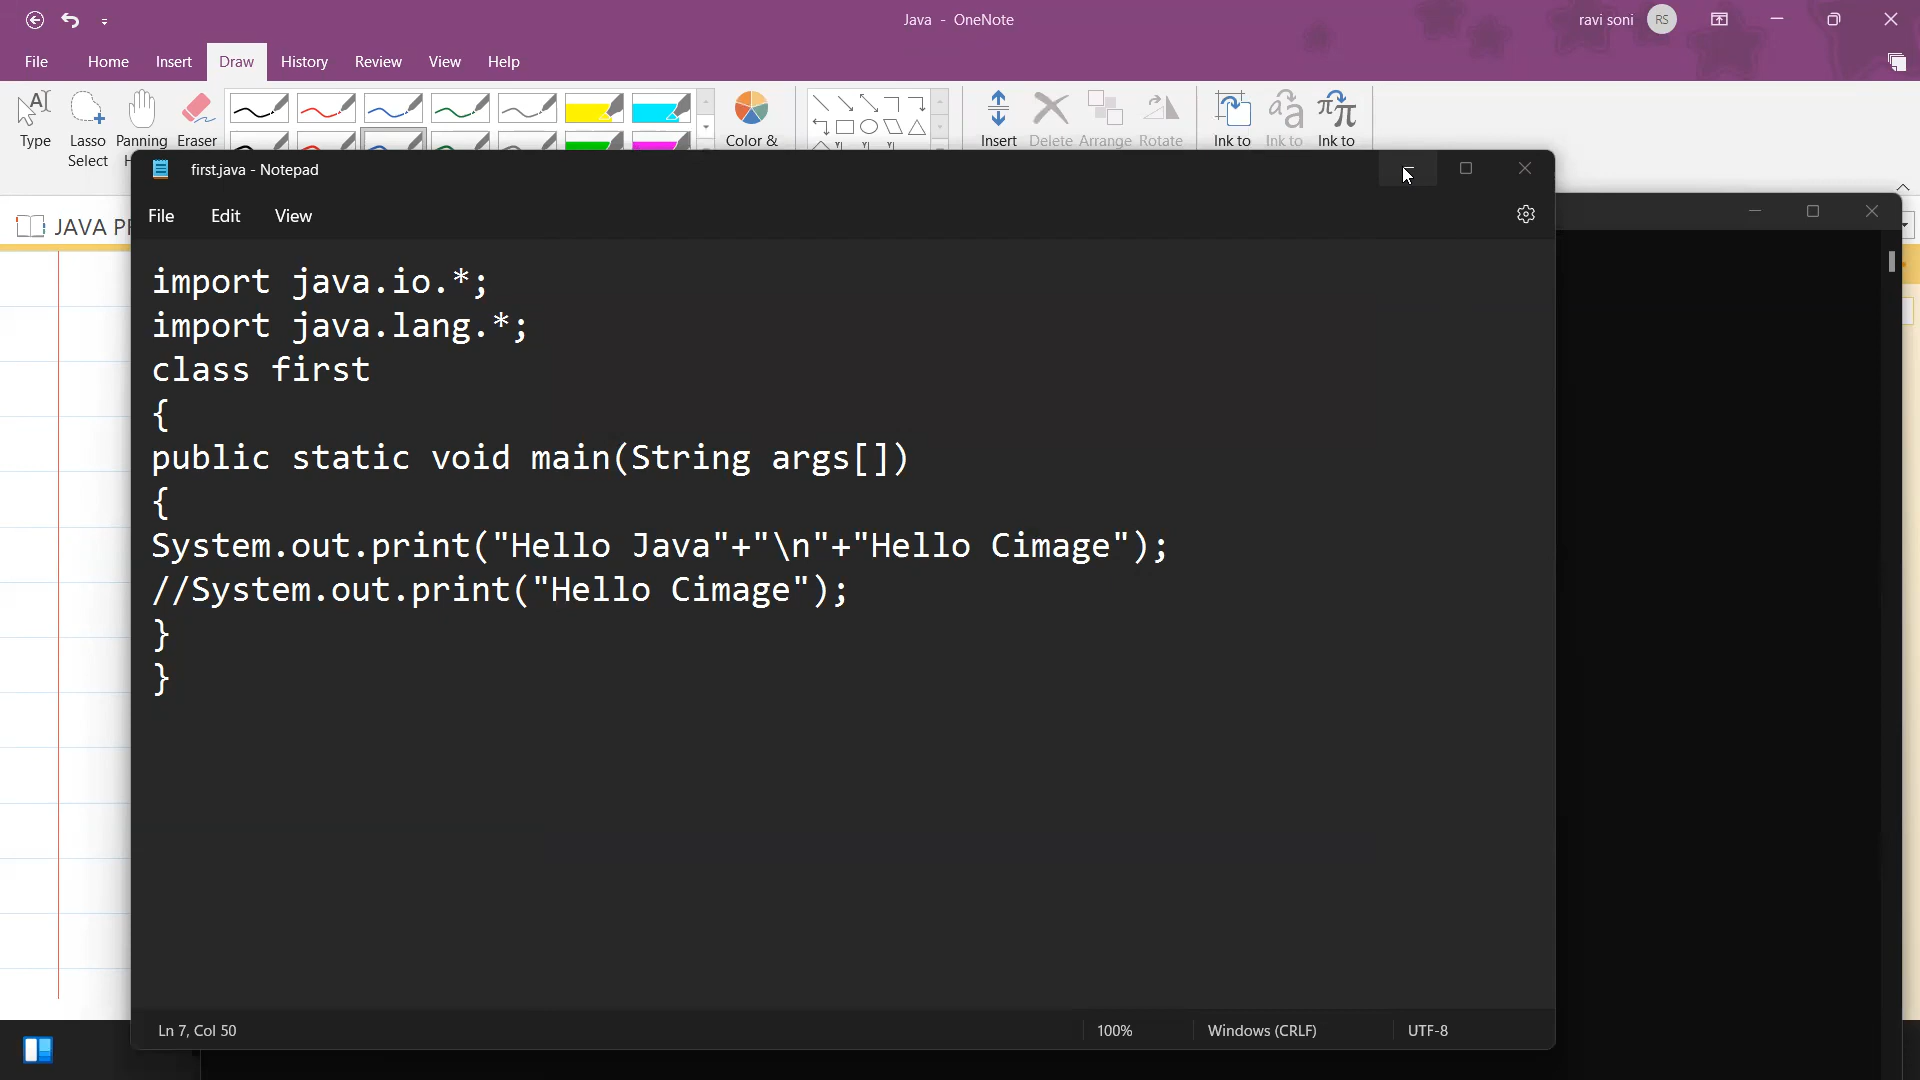 Java - OneNote
ravi soni
RS
File
Home
Insert
Draw
History
Review
View
Help
Type
Lasso Select
Panning
Eraser
Color &
Insert
Delete
Arrange
Rotate
Ink to
Ink to
Ink to
JAVA
first.java - Notepad
File
Edit
View
import java.io.*;
import java.lang.*;
class first
{
public static void main(String args[])
{
System.out.print("Hello Java"+"\n"+"Hello Cimage");
//System.out.print("Hello Cimage");
}
}
Ln 7, Col 50
100%
Windows (CRLF)
UTF-8